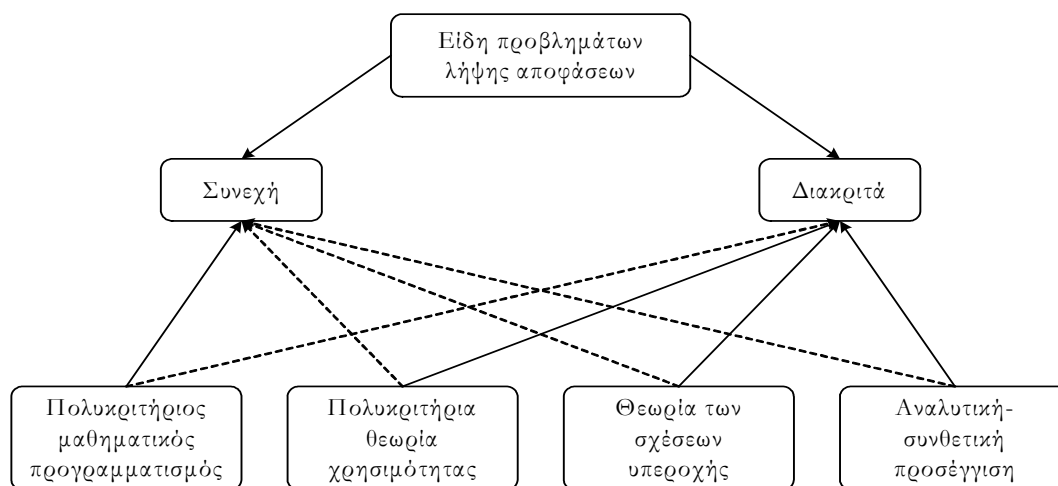 Είδη προβλημάτων
λήψης αποφάσεων
Συνεχή
Διακριτά
Πολυκριτήριος
μαθηματικός
προγραμματισμός
Πολυκριτήρια
θεωρία
χρησιμότητας
Θεωρία των
σχέσεων
υπεροχής
Αναλυτική-
συνθετική
προσέγγιση